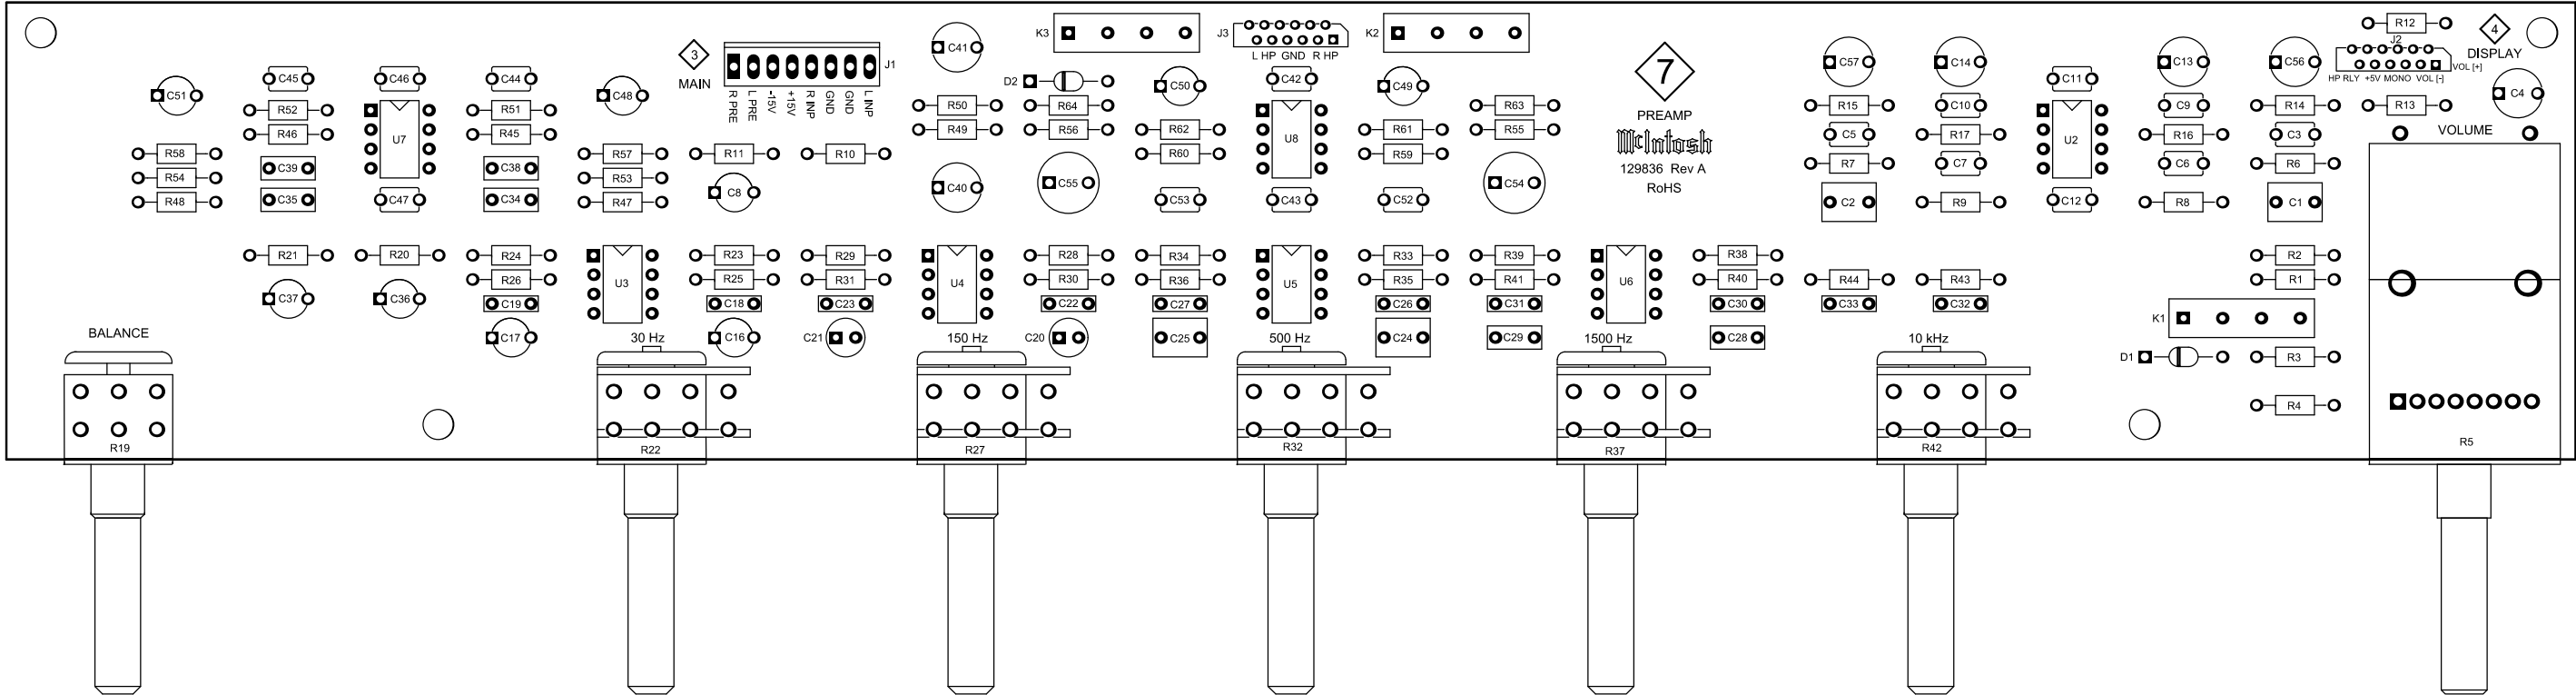 K3
J3
L HP GND R HP
K2
R12
4
J2
DISPLAY
HP RLY +5V MONO VOL [-]
VOL [+]
3
MAIN
J1
R PRE
L PRE
-15V
+15V
R INP
GND
GND
L INP
C41
D2
7
PREAMP
McIntosh
129836 Rev A
RoHS
C57
C14
C13
C56
C45
C46
C44
C42
C11
C51
C48
C50
C49
C4
R52
R51
R50
R64
R63
R15
C10
C9
R14
R13
R46
U7
R45
R49
R56
R62
U8
R61
R55
C5
R17
U2
R16
C3
VOLUME
R58
R57
R11
R10
R60
R59
R7
C7
C6
R6
C39
C38
R54
R53
C40
C55
C54
C8
R48
C35
C47
C34
R47
C53
C43
C52
C2
R9
C12
R8
C1
R21
R20
R24
R23
R29
R28
R34
R33
R39
R38
R2
R26
U3
R25
R31
U4
R30
R36
U5
R35
R41
U6
R40
R44
R43
R1
C37
C36
C19
C18
C23
C22
C27
C26
C31
C30
C33
C32
K1
BALANCE
C17
30 Hz
C16
C21
150 Hz
C20
C25
500 Hz
C24
C29
1500 Hz
C28
10 kHz
D1
R3
R4
R19
R22
R27
R32
R37
R42
R5